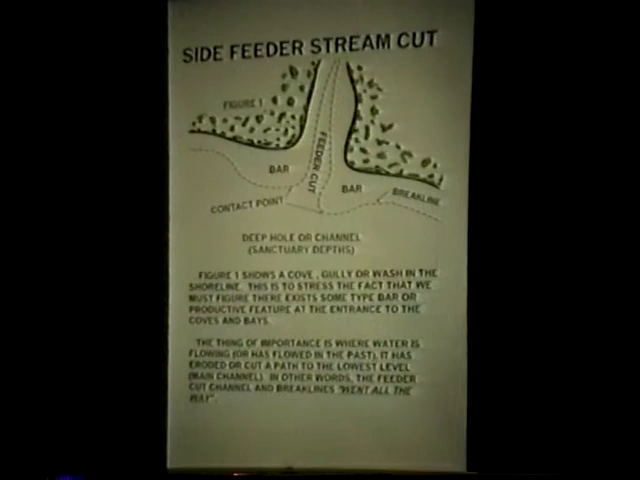 SIDE FEEDER STREAM CUT
FIGURE 1
FEEDER CUT
BAR
BAR
BREAKLINE
CONTACT POINT
DEEP HOLE OR CHANNEL
(SANCTUARY DEPTHS)
FIGURE 1 SHOWS A COVE, GULLY OR WASH IN THE
SHORELINE. THIS IS TO STRESS THE FACT THAT WE
MUST FIGURE THERE EXISTS SOME TYPE BAR OR
PRODUCTIVE FEATURE AT THE ENTRANCE TO THE
COVES AND BAYS.
THE THING OF IMPORTANCE IS WHERE WATER IS
FLOWING (OR HAS FLOWED IN THE PAST), IT HAS
ERODED OR CUT A PATH TO THE LOWEST LEVEL
(MAIN CHANNEL). IN OTHER WORDS, THE FEEDER
CUT CHANNEL AND BREAKLINES "WENT ALL THE
WAY".